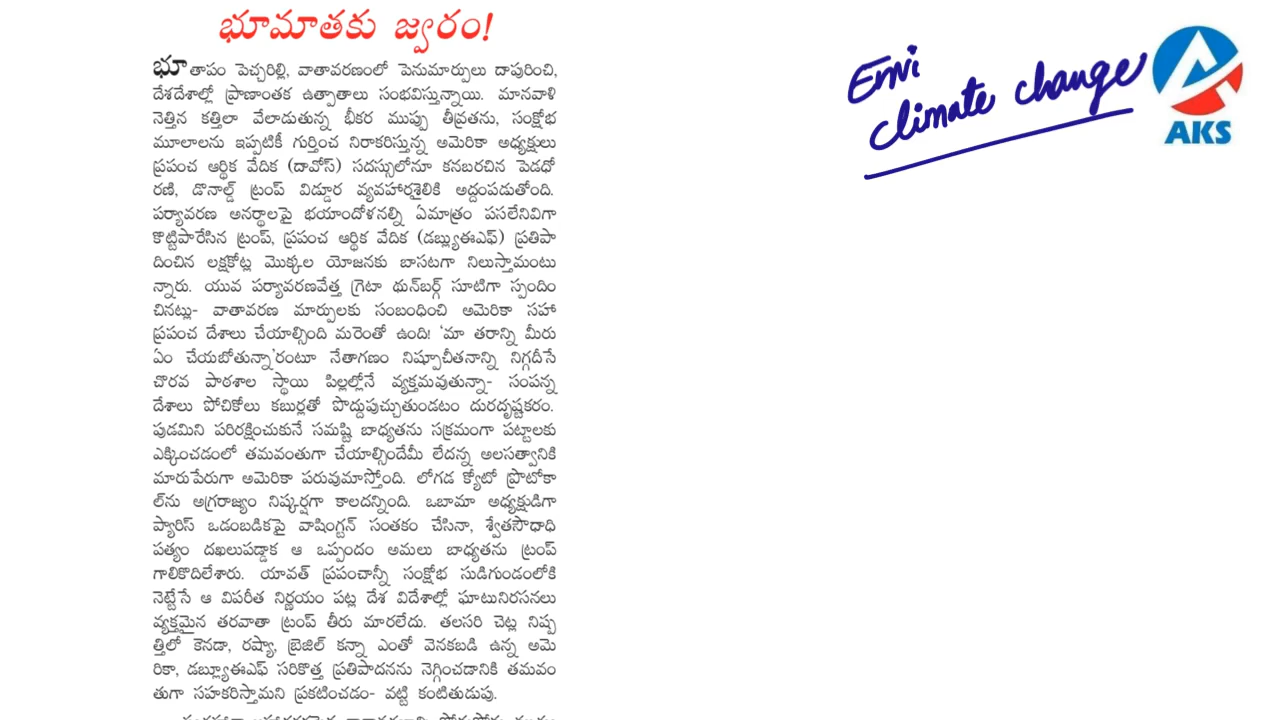 భూమాతకు జ్వరం!
భూతాపం పెచ్చరిల్లి, వాతావరణంలో పెనుమార్పులు దాపురించి,
దేశదేశాల్లో ప్రాణాంతక ఉత్పాతాలు సంభవిస్తున్నాయి. మానవాళి
నెత్తిన కత్తిలా వేలాడుతున్న భీకర ముప్పు తీవ్రతను, సంక్షోభ
మూలాలను ఇప్పటికీ గుర్తించ నిరాకరిస్తున్న అమెరికా అధ్యక్షులు
ప్రపంచ ఆర్థిక వేదిక (దావోస్) సదస్సులోనూ కనబరచిన పెడధో
రణి, డొనాల్డ్ ట్రంప్ విడ్డూర వ్యవహారశైలికి అద్దంపడుతోంది.
పర్యావరణ అనర్థాలపై భయాందోళనల్ని ఏమాత్రం పసలేనివిగా
కొట్టిపారేసిన ట్రంప్, ప్రపంచ ఆర్థిక వేదిక (డబ్ల్యుఈఎఫ్) ప్రతిపా
దించిన లక్షకోట్ల మొక్కల యోజనకు బాసటగా నిలుస్తామంటు
న్నారు. యువ పర్యావరణవేత్త గ్రెటా థున్‌బర్గ్ సూటిగా స్పందిం
చినట్లు- వాతావరణ మార్పులకు సంబంధించి అమెరికా సహా
ప్రపంచ దేశాలు చేయాల్సింది మరెంతో ఉంది! ‘మా తరాన్ని మీరు
ఏం చేయబోతున్నా’రంటూ నేతాగణం నిష్పూచీతనాన్ని నిగ్గదీసే
చొరవ పాఠశాల స్థాయి పిల్లల్లోనే వ్యక్తమవుతున్నా- సంపన్న
దేశాలు పోచికోలు కబుర్లతో పొద్దుపుచ్చుతుండటం దురదృష్టకరం.
పుడమిని పరిరక్షించుకునే సమష్టి బాధ్యతను సక్రమంగా పట్టాలకు
ఎక్కించడంలో తమవంతుగా చేయాల్సిందేమీ లేదన్న అలసత్వానికి
మారుపేరుగా అమెరికా పరువుమాస్తోంది. లోగడ క్యోటో ప్రొటోకా
ల్‌ను అగ్రరాజ్యం నిష్కర్షగా కాలదన్నింది. ఒబామా అధ్యక్షుడిగా
ప్యారిస్ ఒడంబడికపై వాషింగ్టన్ సంతకం చేసినా, శ్వేతసౌధాధి
పత్యం దఖలుపడ్డాక ఆ ఒప్పందం అమలు బాధ్యతను ట్రంప్
గాలికొదిలేశారు. యావత్ ప్రపంచాన్నీ సంక్షోభ సుడిగుండంలోకి
నెట్టేసే ఆ విపరీత నిర్ణయం పట్ల దేశ విదేశాల్లో ఘాటునిరసనలు
వ్యక్తమైన తరవాతా ట్రంప్ తీరు మారలేదు. తలసరి చెట్ల నిష్ప
త్తిలో కెనడా, రష్యా, బ్రెజిల్ కన్నా ఎంతో వెనకబడి ఉన్న అమె
రికా, డబ్ల్యూఈఎఫ్ సరికొత్త ప్రతిపాదనను నెగ్గించడానికి తమవం
తుగా సహకరిస్తామని ప్రకటించడం- వట్టి కంటితుడుపు.
Envi
climate change
AKS